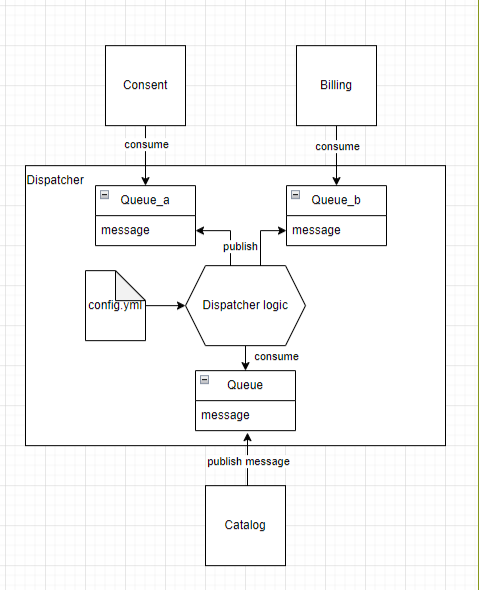 Consent
Billing
consume
consume
Dispatcher
Queue_a
Queue_b
message
message
publish
config.yml
Dispatcher logic
consume
Queue
message
publish message
Catalog